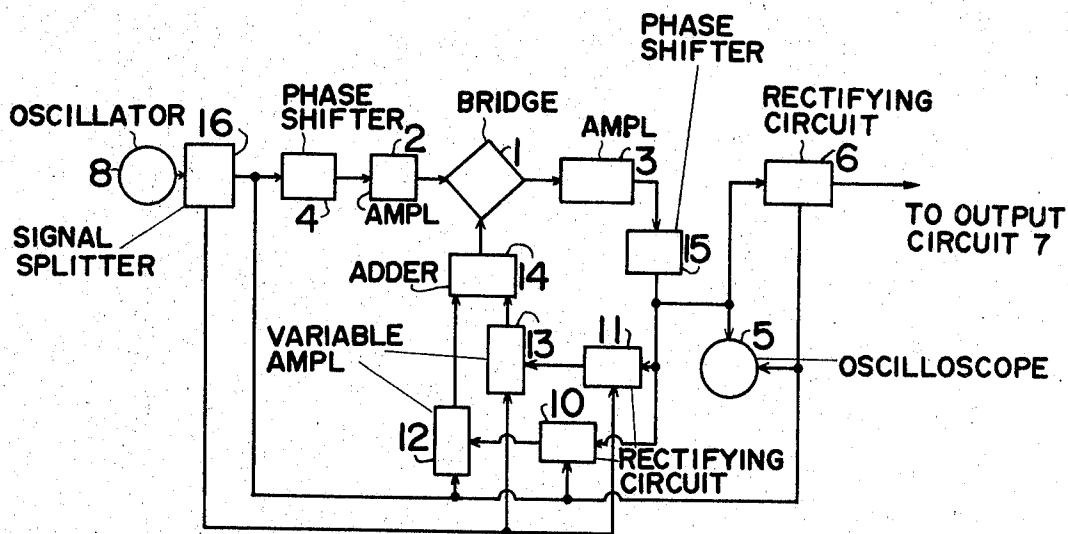 PHASE
SHIFTER
OSCILLATOR
16
PHASE
SHIFTER
2
BRIDGE
1
AMPL
3
RECTIFYING
CIRCUIT
6
8
4
AMPL
TO OUTPUT
CIRCUIT 7
SIGNAL
SPLITTER
ADDER
14
15
VARIABLE
AMPL
13
11
5
OSCILLOSCOPE
12
10
RECTIFYING
CIRCUIT